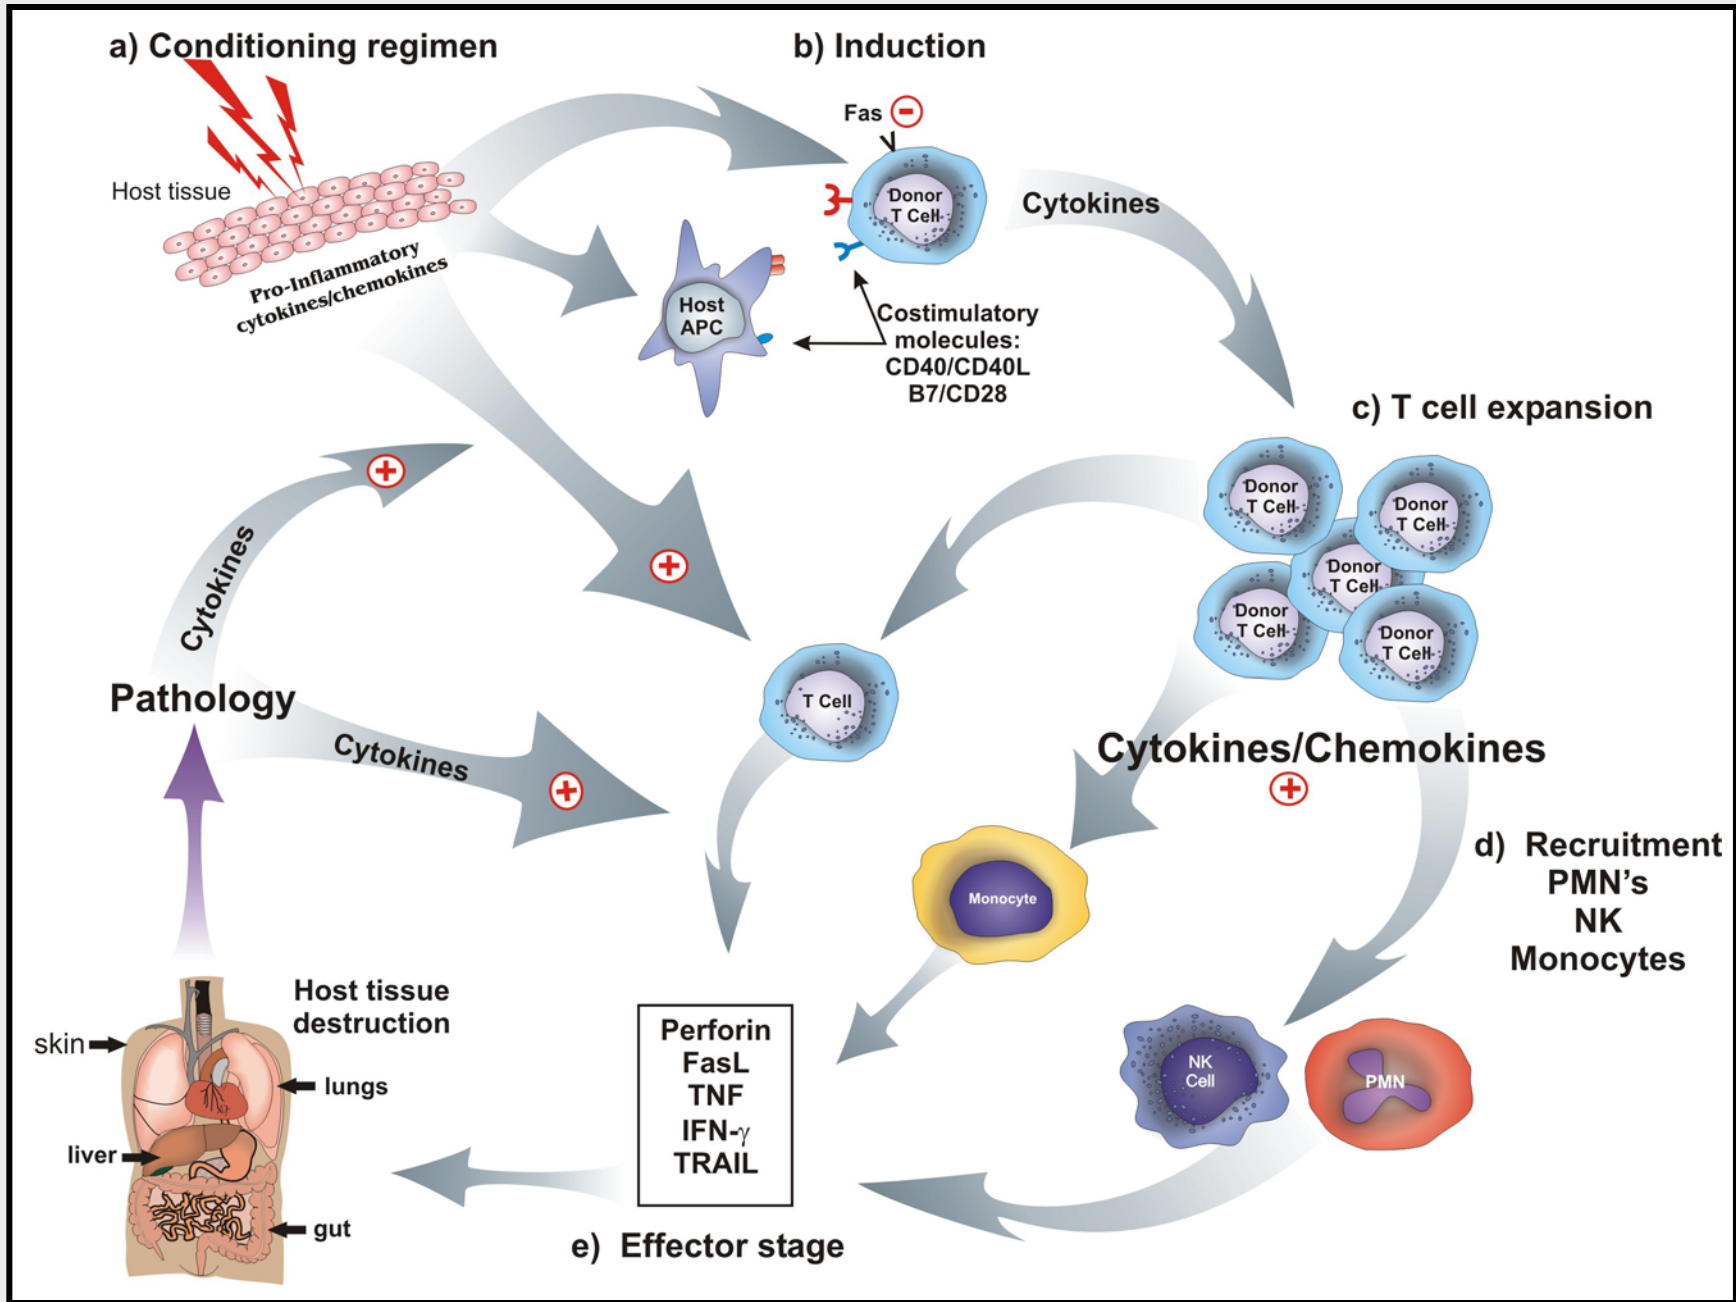 a) Conditioning regimen
Host tissue
Pro-Inflammatory
cytokines/chemokines
b) Induction
Fas
-
Donor
T Cell
Host
APC
Costimulatory
molecules:
CD40/CD40L
B7/CD28
Cytokines
c) T cell expansion
Donor
T Cell
Donor
T Cell
Donor
T Cell
Donor
T Cell
Donor
T Cell
+
T Cell
Cytokines/Chemokines
+
d) Recruitment
PMN's
NK
Monocytes
Monocyte
NK
Cell
PMN
Perforin
FasL
TNF
IFN-γ
TRAIL
e) Effector stage
Host tissue
destruction
skin
lungs
liver
gut
Pathology
Cytokines
+
Cytokines
+